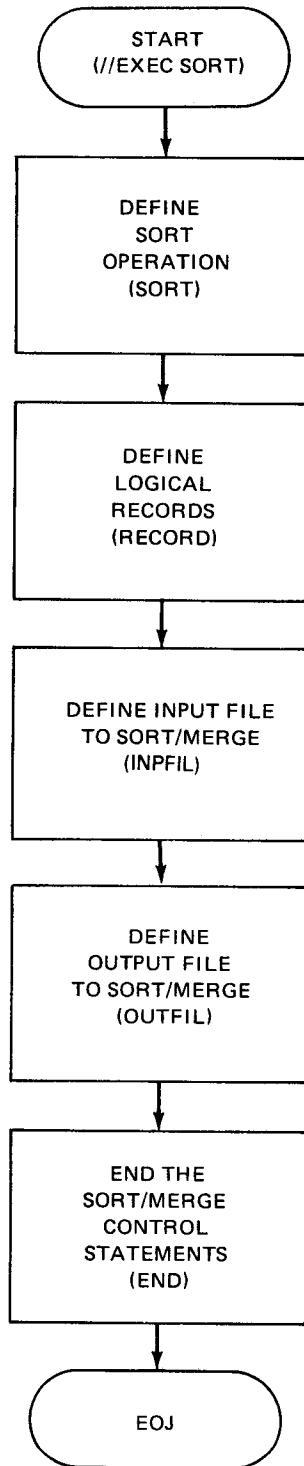 START
(//EXEC SORT)
DEFINE
SORT
OPERATION
(SORT)
DEFINE
LOGICAL
RECORDS
(RECORD)
DEFINE INPUT FILE
TO SORT/MERGE
(INPFIL)
DEFINE
OUTPUT FILE
TO SORT/MERGE
(OUTFIL)
END THE
SORT/MERGE
CONTROL
STATEMENTS
(END)
EOJ